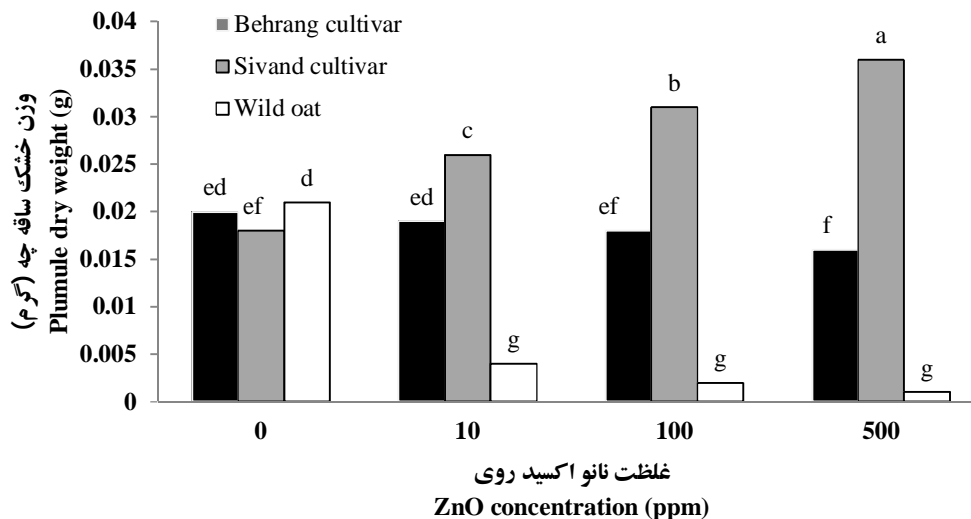 0.04
0.035
0.03
0.025
0.02
0.015
0.01
0.005
0
وزن خشک ساقه چه (گرم)
Plumule dry weight (g)
Behrang cultivar
Sivand cultivar
Wild oat
ed
ef
d
ed
c
g
ef
b
g
f
a
g
0 10 100 500
غلظت نانو اکسید روی
ZnO concentration (ppm)